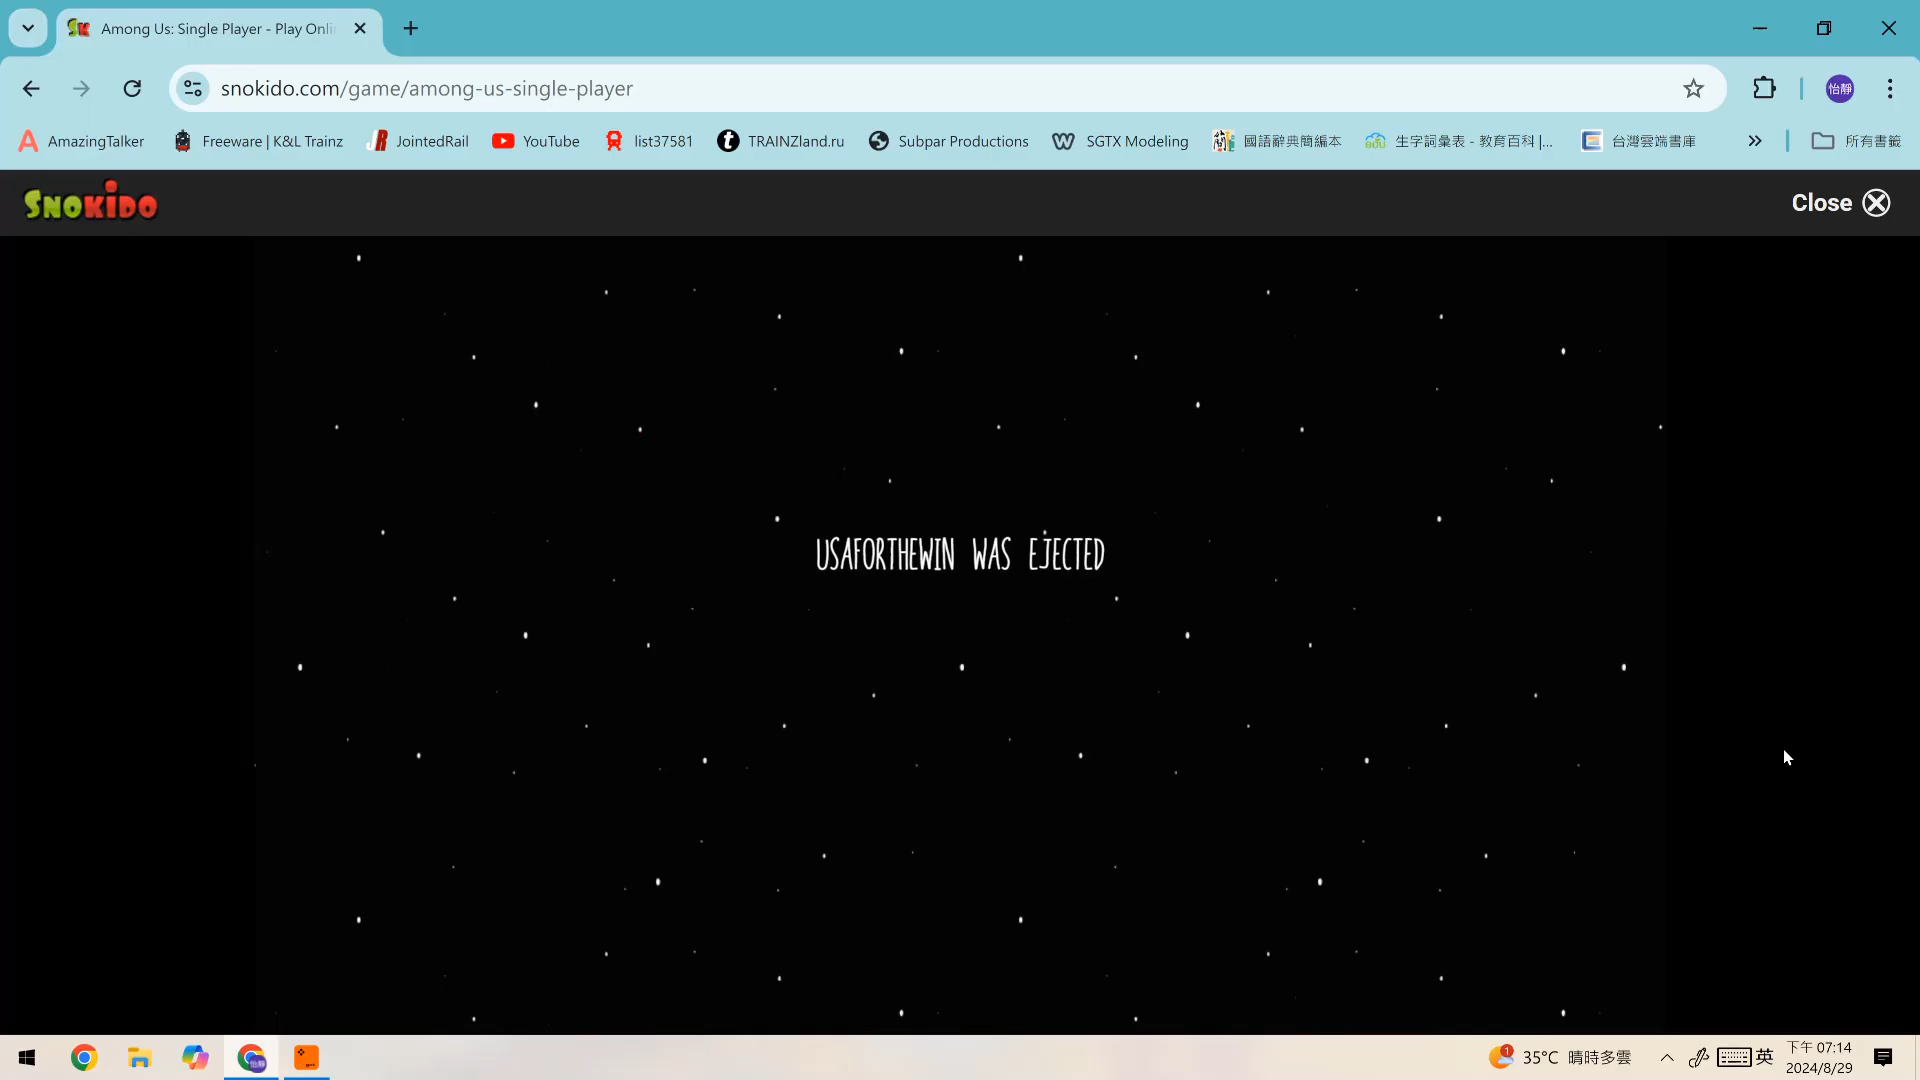 Among Us: Single Player - Play Onli
snokido.com/game/among-us-single-player
怡靜
AmazingTalker
Freeware | K&L Trainz
JointedRail
YouTube
list37581
TRAINZland.ru
Subpar Productions
SGTX Modeling
國語辭典簡編本
生字詞彙表 - 教育百科 |...
台灣雲端書庫
所有書籤
SNOKIDO
Close
USAFORTHEWIN WAS EJECTED
1
35°C 晴時多雲
英
下午 07:14
2024/8/29